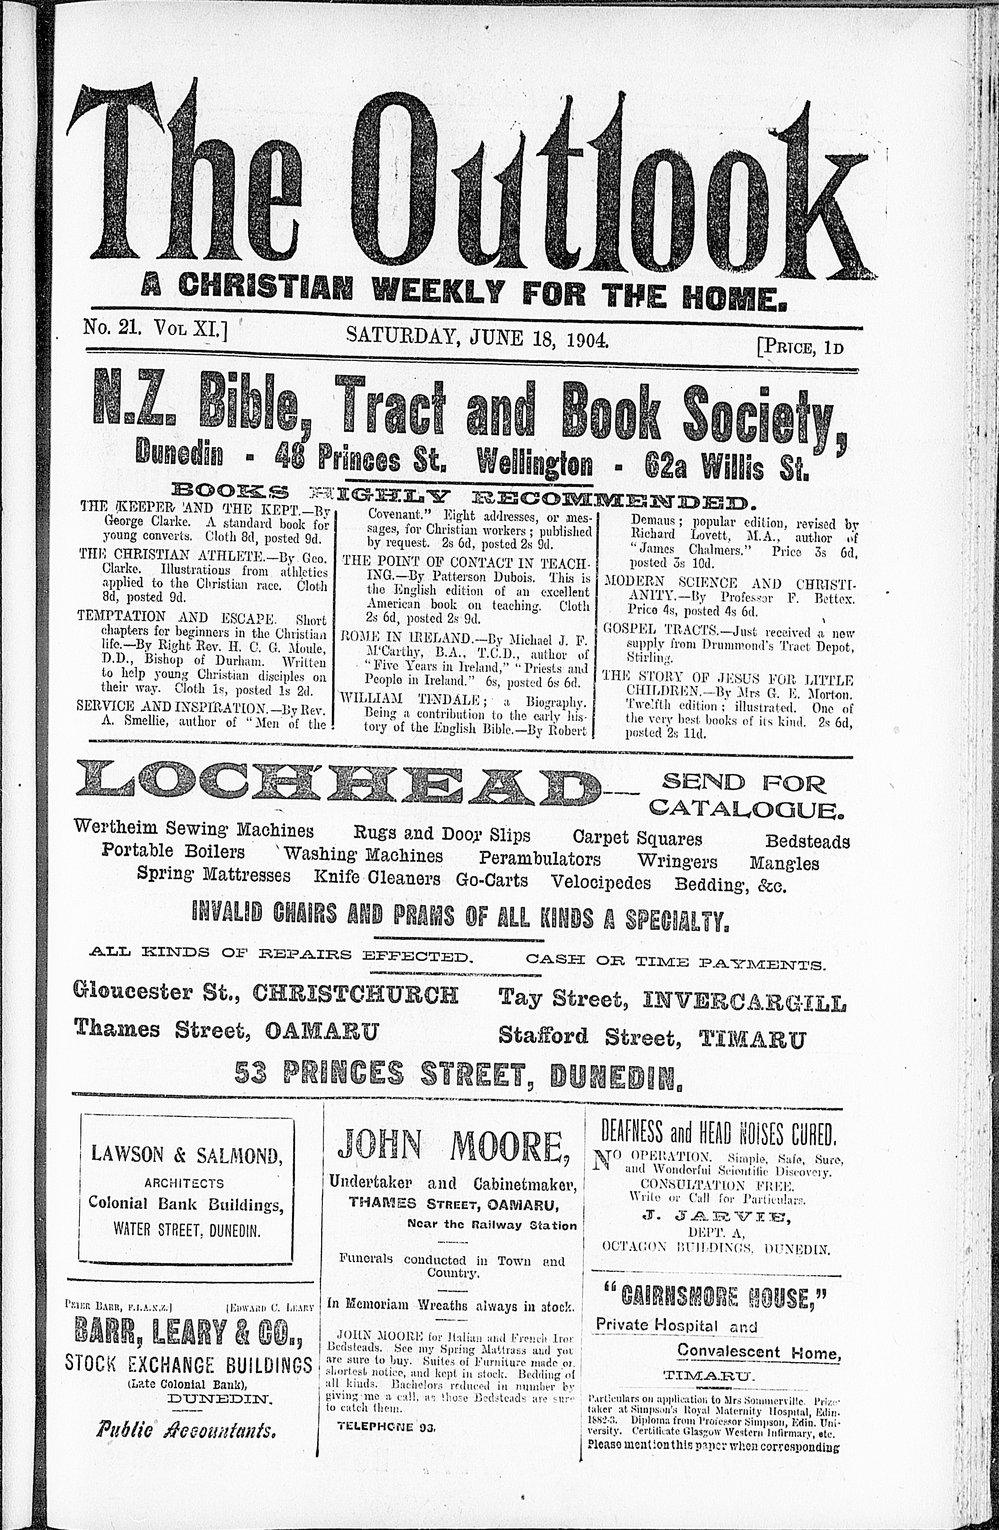 The Outlook
A CHRISTIAN WEEKLY FOR THE HOME.
No. 21. Vol XI.]
SATURDAY, JUNE 18, 1904.
[Price, 1d
N.Z. Bible, Tract and Book Society,
Dunedin - 48 Princes St. Wellington - 62a Willis St.
BOOKS HIGHLY RECOMMENDED.
THE KEEPER AND THE KEPT.—By
George Clarke. A standard book for
young converts. Cloth 8d, posted 9d.
THE CHRISTIAN ATHLETE.—By Geo.
Clarke. Illustrations from athletics
applied to the Christian race. Cloth
8d, posted 9d.
TEMPTATION AND ESCAPE. Short
chapters for beginners in the Christian
life.—By Right Rev. H. C. G. Moule,
D.D., Bishop of Durham. Written
to help young Christian disciples on
their way. Cloth 1s, posted 1s 2d.
SERVICE AND INSPIRATION.—By Rev.
A. Smellie, author of "Men of the
Covenant." Eight addresses, or mes-
sages, for Christian workers; published
by request. 2s 6d, posted 2s 9d.
THE POINT OF CONTACT IN TEACH-
ING.—By Patterson Dubois. This is
the English edition of an excellent
American book on teaching. Cloth
2s 6d, posted 2s 9d.
ROME IN IRELAND.—By Michael J. F.
M'Carthy, B.A., T.C.D., author of
"Five Years in Ireland," "Priests and
People in Ireland." 6s, posted 6s 6d.
WILLIAM TINDALE; a Biography.
Being a contribution to the early his-
tory of the English Bible.—By Robert
Demaus; popular edition, revised by
Richard Lovett, M.A., author of
"James Chalmers." Price 3s 6d,
posted 3s 10d.
MODERN SCIENCE AND CHRISTI-
ANITY.—By Professor F. Bettex.
Price 4s, posted 4s 6d.
GOSPEL TRACTS.—Just received a new
supply from Drummond's Tract Depot,
Stirling.
THE STORY OF JESUS FOR LITTLE
CHILDREN.—By Mrs G. E. Morton.
Twelfth edition; illustrated. One of
the very best books of its kind. 2s 6d,
posted 2s 11d.
LOCHHEAD—
SEND FOR
CATALOGUE.
Wertheim Sewing Machines Rugs and Door Slips Carpet Squares Bedsteads
Portable Boilers Washing Machines Perambulators Wringers Mangles
Spring Mattresses Knife Cleaners Go-Carts Velocipedes Bedding, &c.
INVALID CHAIRS AND PRAMS OF ALL KINDS A SPECIALTY.
ALL KINDS OF REPAIRS EFFECTED. CASH OR TIME PAYMENTS.
Gloucester St., CHRISTCHURCH Tay Street, INVERCARGILL
Thames Street, OAMARU Stafford Street, TIMARU
53 PRINCES STREET, DUNEDIN.
LAWSON & SALMOND,
ARCHITECTS
Colonial Bank Buildings,
WATER STREET, DUNEDIN.
Peter Barr, F.I.A.N.Z.] [Edward C. Leary
BARR, LEARY & CO.,
STOCK EXCHANGE BUILDINGS
(Late Colonial Bank),
DUNEDIN.
Public Accountants.
JOHN MOORE,
Undertaker and Cabinetmaker,
THAMES STREET, OAMARU,
Near the Railway Station
Funerals conducted in Town and
Country.
In Memoriam Wreaths always in stock.
JOHN MOORE for Italian and French Iron
Bedsteads. See my Spring Mattrass and you
are sure to buy. Suites of Furniture made on
shortest notice, and kept in stock. Bedding of
all kinds. Bachelors reduced in number by
giving me a call, as those Bedsteads are sure
to catch them.
TELEPHONE 93.
DEAFNESS and HEAD NOISES CURED.
NO OPERATION. Simple, Safe, Sure,
and Wonderful Scientific Discovery.
CONSULTATION FREE.
Write or Call for Particulars.
J. JARVIE,
DEPT. A,
OCTAGON BUILDINGS, DUNEDIN.
"CAIRNSMORE HOUSE,"
Private Hospital and
Convalescent Home,
TIMARU.
Particulars on application to Mrs Sommerville. Prize-
taker at Simpson's Royal Maternity Hospital, Edin-
1882-3. Diploma from Professor Simpson, Edin. Uni-
versity. Certificate Glasgow Western Infirmary, etc.
Please mention this paper when corresponding